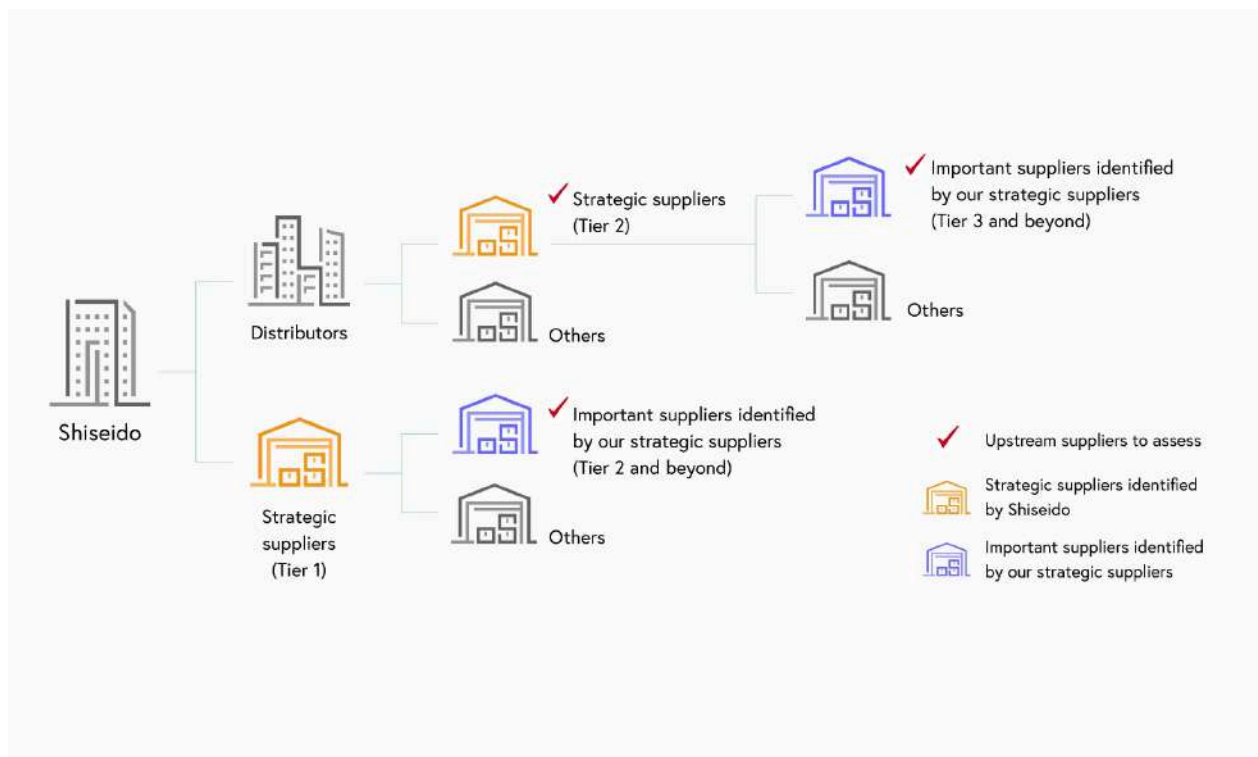 Shiseido
Distributors
Strategic
suppliers
(Tier 1)
Strategic suppliers
(Tier 2)
Others
Important suppliers identified
by our strategic suppliers
(Tier 2 and beyond)
Others
Important suppliers identified
by our strategic suppliers
(Tier 3 and beyond)
Others
Upstream suppliers to assess
Strategic suppliers identified
by Shiseido
Important suppliers identified
by our strategic suppliers